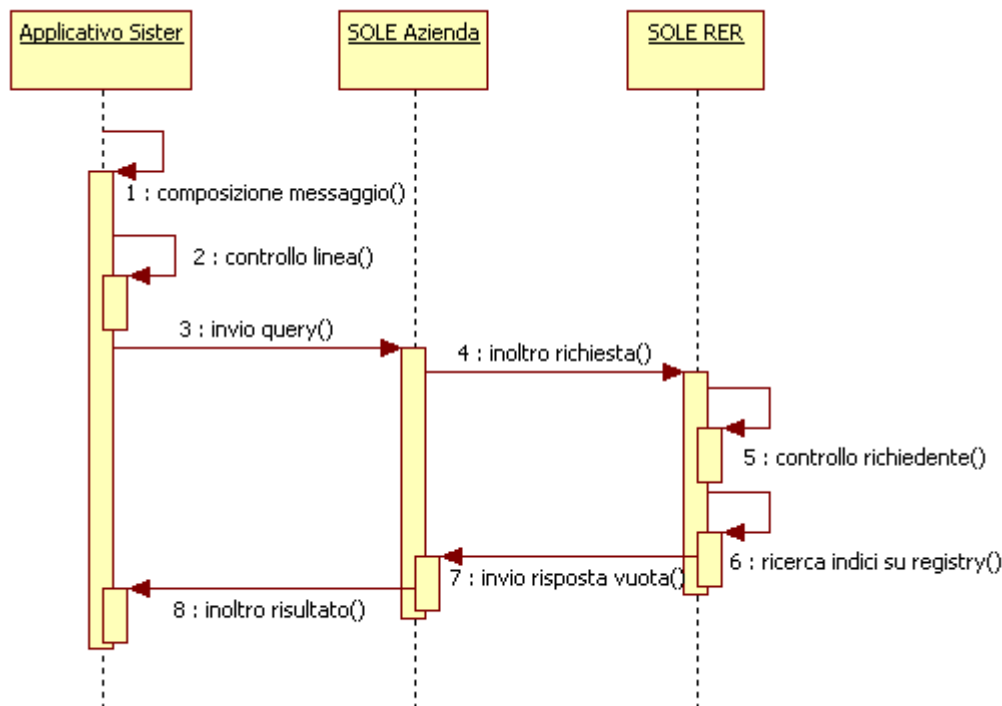 Applicativo Sister
SOLE Azienda
SOLE RER
1 : composizione messaggio()
2 : controllo linea()
3 : invio query()
4 : inoltro richiesta()
5 : controllo richiedente()
6 : ricerca indici su registry()
7 : invio risposta vuota()
8 : inoltro risultato()